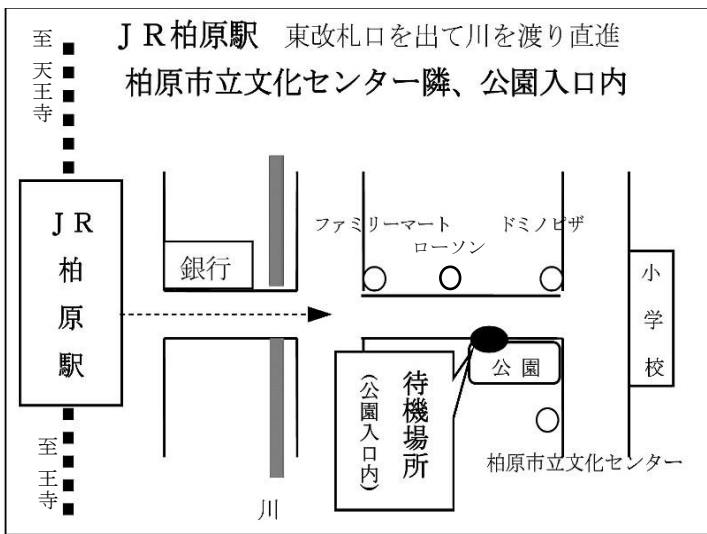 ＪＲ柏原駅 東改札口を出て川を渡り直進
柏原市立文化センター隣、公園入口内
至 天王寺
ＪＲ柏原駅
至 王寺
銀行
川
ファミリーマート
ローソン
ドミノピザ
小学校
公園
待機場所
(公園入口内)
柏原市立文化センター